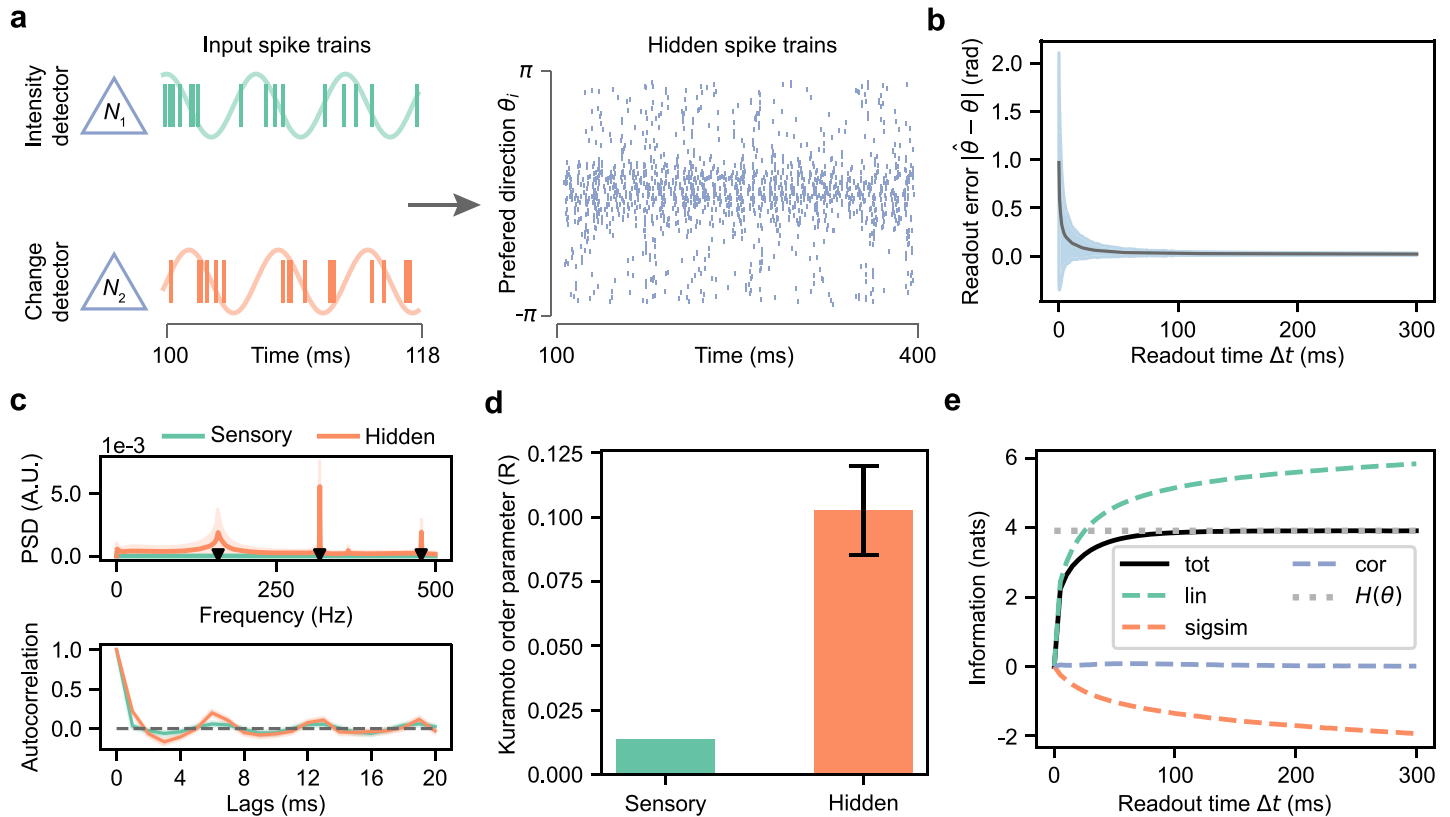 a
Input spike trains
Hidden spike trains
Intensity detector
N1
Change detector
N2
100
118
Time (ms)
Preferred direction θi
π
-π
100
400
Time (ms)
b
Readout error |θ̂ − θ| (rad)
2.0
1.5
1.0
0.5
0.0
0
100
200
300
Readout time Δt (ms)
c
Sensory
Hidden
1e-3
PSD (A.U.)
5.0
0.0
0
250
500
Frequency (Hz)
Autocorrelation
1.0
0.5
0.0
0
4
8
12
16
20
Lags (ms)
d
Kuramoto order parameter (R)
0.125
0.100
0.075
0.050
0.025
0.000
Sensory
Hidden
e
Information (nats)
6
4
2
0
-2
tot
lin
sigsim
cor
H(θ)
0
100
200
300
Readout time Δt (ms)